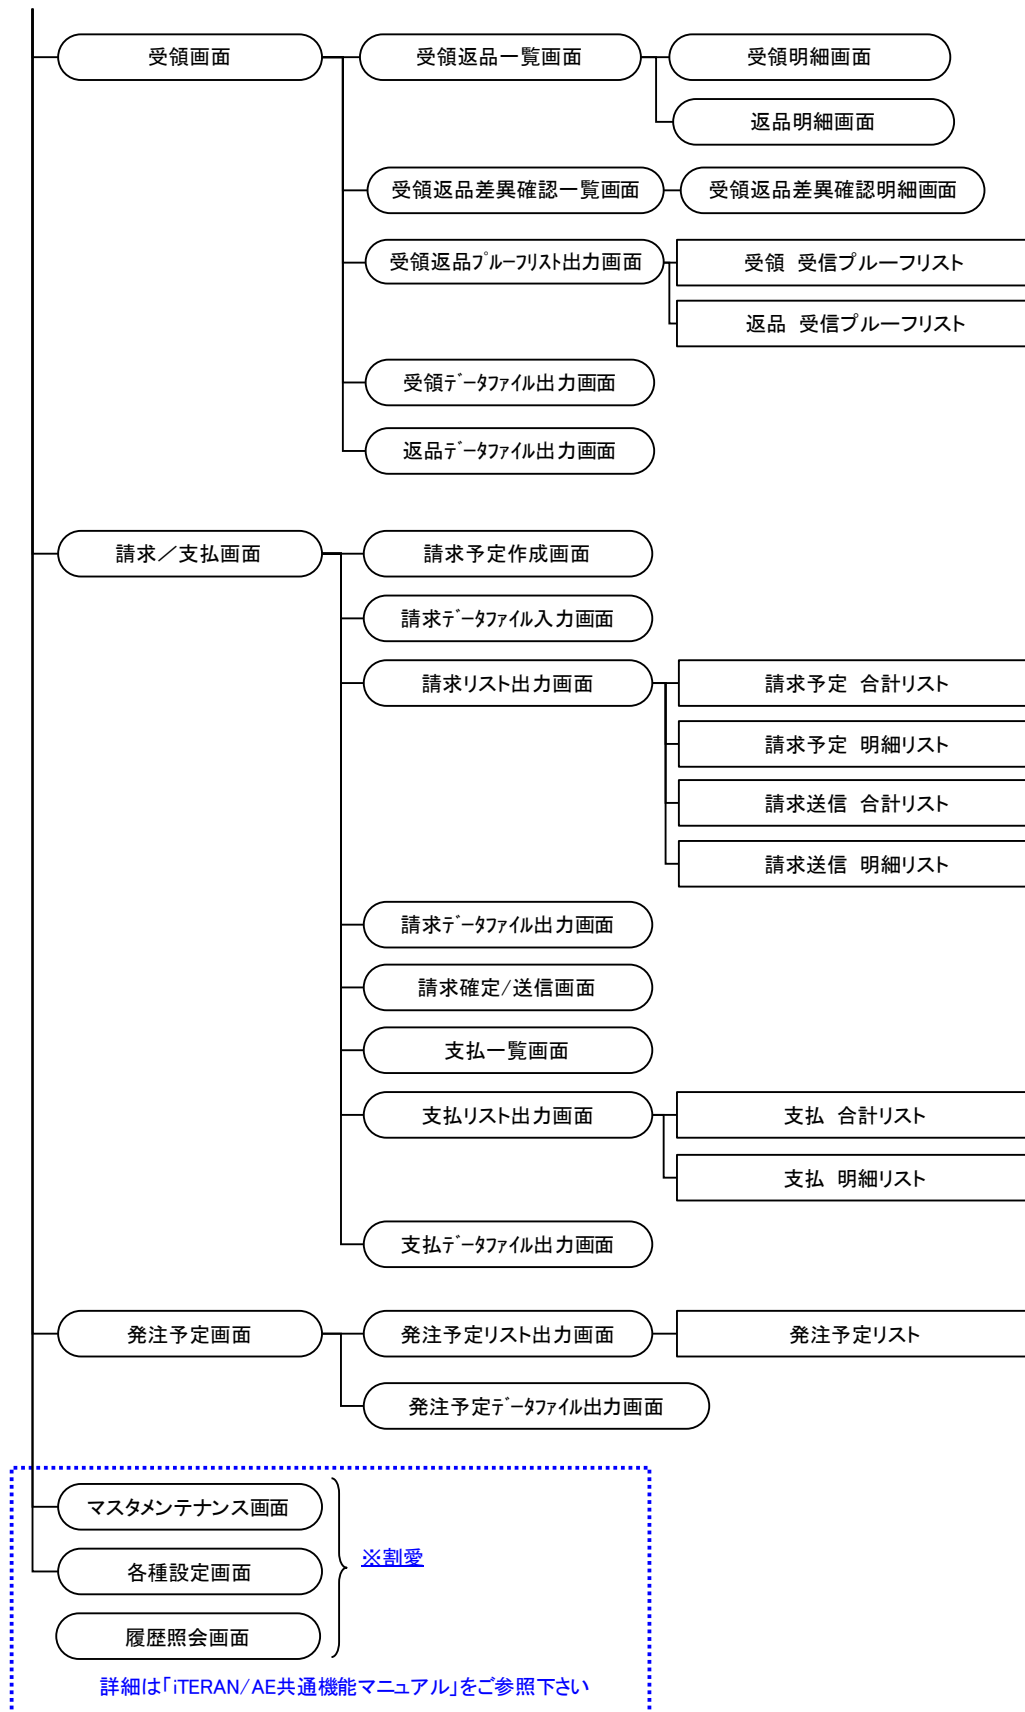 受領画面
受領返品一覧画面
受領明細画面
返品明細画面
受領返品差異確認一覧画面
受領返品差異確認明細画面
受領返品ﾌﾟﾙｰﾌﾘｽﾄ出力画面
受領 受信プルーフリスト
返品 受信プルーフリスト
受領ﾃﾞｰﾀﾌｧｲﾙ出力画面
返品ﾃﾞｰﾀﾌｧｲﾙ出力画面
請求／支払画面
請求予定作成画面
請求ﾃﾞｰﾀﾌｧｲﾙ入力画面
請求リスト出力画面
請求予定 合計リスト
請求予定 明細リスト
請求送信 合計リスト
請求送信 明細リスト
請求ﾃﾞｰﾀﾌｧｲﾙ出力画面
請求確定/送信画面
支払一覧画面
支払リスト出力画面
支払 合計リスト
支払 明細リスト
支払ﾃﾞｰﾀﾌｧｲﾙ出力画面
発注予定画面
発注予定リスト出力画面
発注予定リスト
発注予定ﾃﾞｰﾀﾌｧｲﾙ出力画面
マスタメンテナンス画面
※割愛
各種設定画面
履歴照会画面
詳細は「iTERAN/AE共通機能マニュアル」をご参照下さい